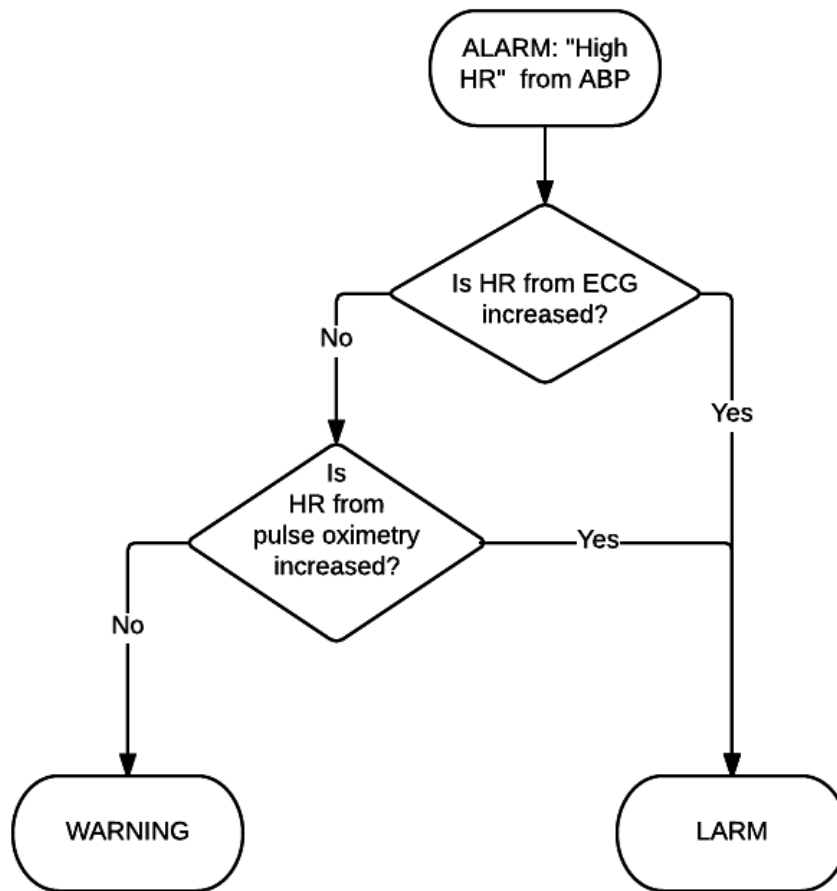 ALARM: "High
HR" from ABP
Is HR from ECG
increased?
No
Yes
Is
HR from
pulse oximetry
increased?
Yes
No
WARNING
LARM